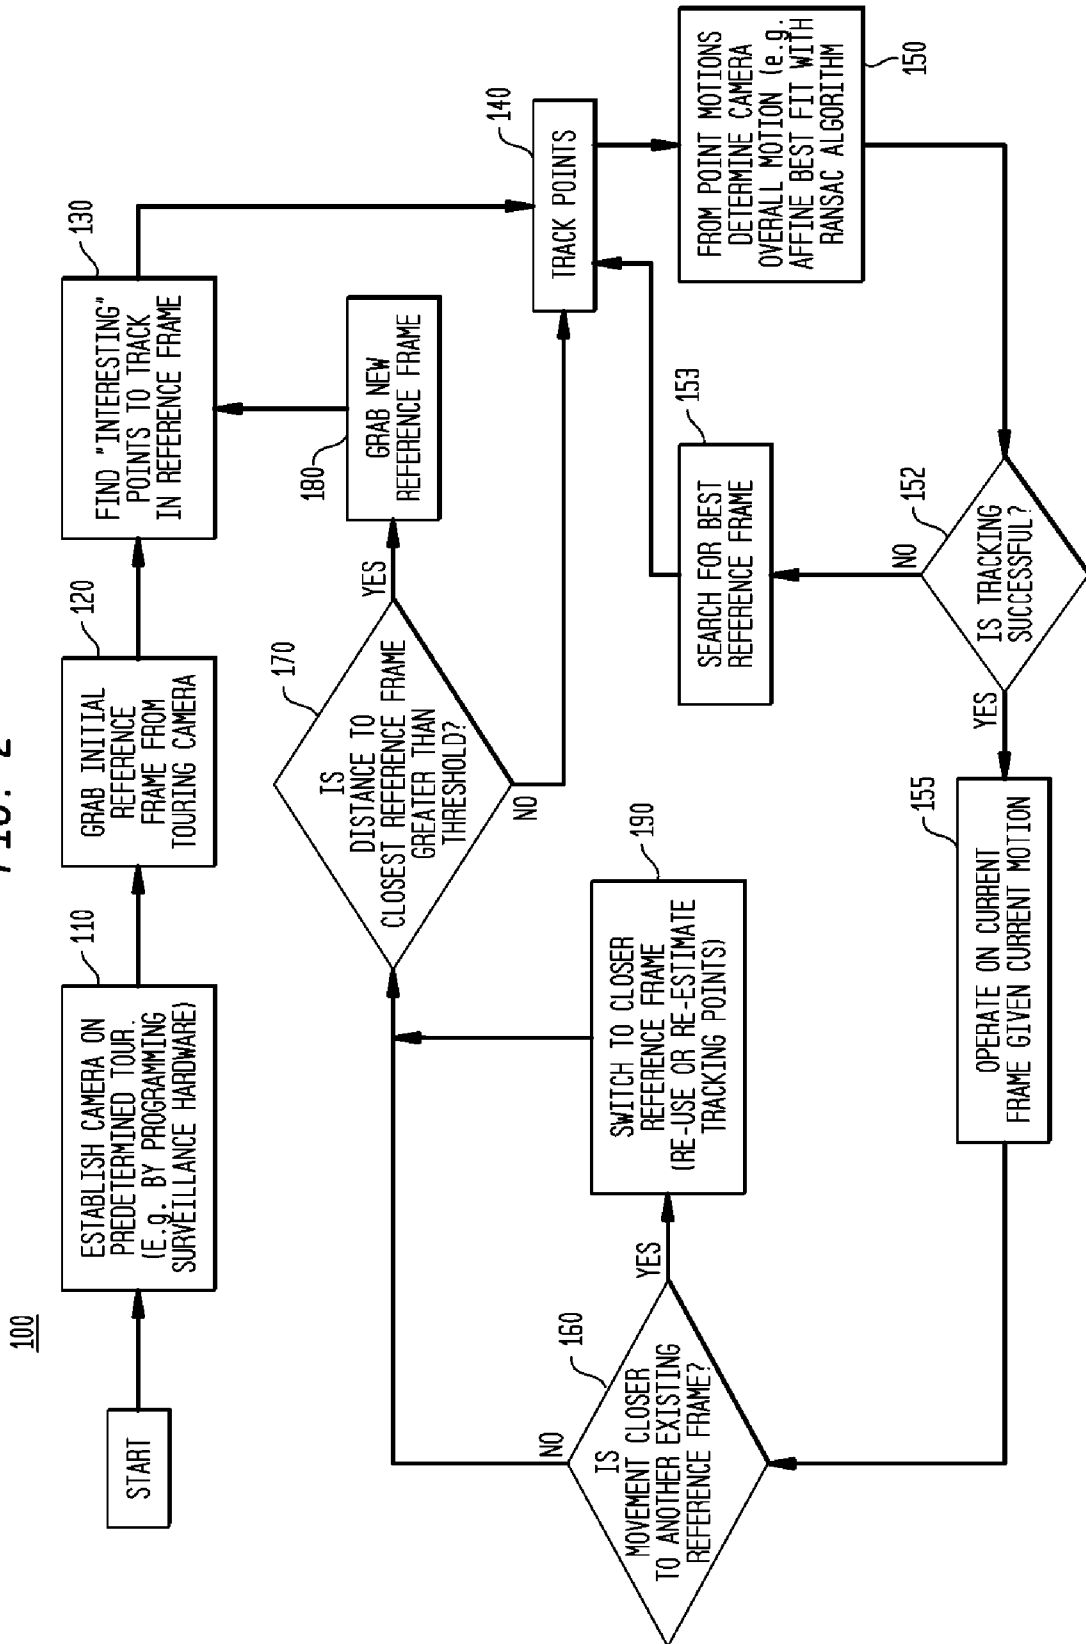 FIG. 2
100
START
110
ESTABLISH CAMERA ON
PREDETERMINED TOUR.
(E.g. BY PROGRAMMING
SURVEILLANCE HARDWARE)
120
GRAB INITIAL
REFERENCE
FRAME FROM
TOURING CAMERA
130
FIND "INTERESTING"
POINTS TO TRACK
IN REFERENCE FRAME
180
GRAB NEW
REFERENCE FRAME
140
TRACK POINTS
170
IS
DISTANCE TO
CLOSEST REFERENCE FRAME
GREATER THAN
THRESHOLD?
YES
NO
190
SWITCH TO CLOSER
REFERENCE FRAME
(RE-USE OR RE-ESTIMATE
TRACKING POINTS)
160
IS
MOVEMENT CLOSER
TO ANOTHER EXISTING
REFERENCE FRAME?
NO
YES
153
SEARCH FOR BEST
REFERENCE FRAME
150
FROM POINT MOTIONS
DETERMINE CAMERA
OVERALL MOTION (e.g.
AFFINE BEST FIT WITH
RANSAC ALGORITHM
152
IS TRACKING
SUCCESSFUL?
NO
YES
155
OPERATE ON CURRENT
FRAME GIVEN CURRENT MOTION